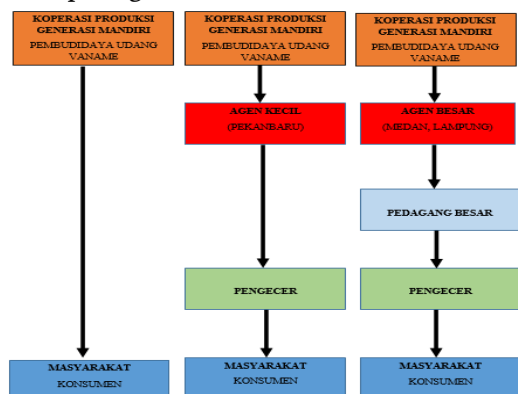 KOPERASI PRODUKSI
GENERASI MANDIRI
PEMBUDIDAYA UDANG
VANAME
MASYARAKAT
KONSUMEN
KOPERASI PRODUKSI
GENERASI MANDIRI
PEMBUDIDAYA UDANG
VANAME
AGEN KECIL
(PEKANBARU)
PENGECER
MASYARAKAT
KONSUMEN
KOPERASI PRODUKSI
GENERASI MANDIRI
PEMBUDIDAYA UDANG
VANAME
AGEN BESAR
(MEDAN, LAMPUNG)
PEDAGANG BESAR
PENGECER
MASYARAKAT
KONSUMEN